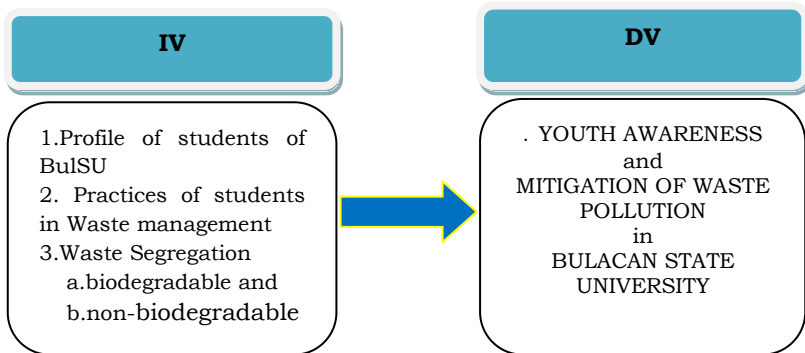 IV
1.Profile of students of
BulSU
2. Practices of students
in Waste management
3.Waste Segregation
a.biodegradable and
b.non-biodegradable
DV
. YOUTH AWARENESS
and
MITIGATION OF WASTE
POLLUTION
in
BULACAN STATE
UNIVERSITY